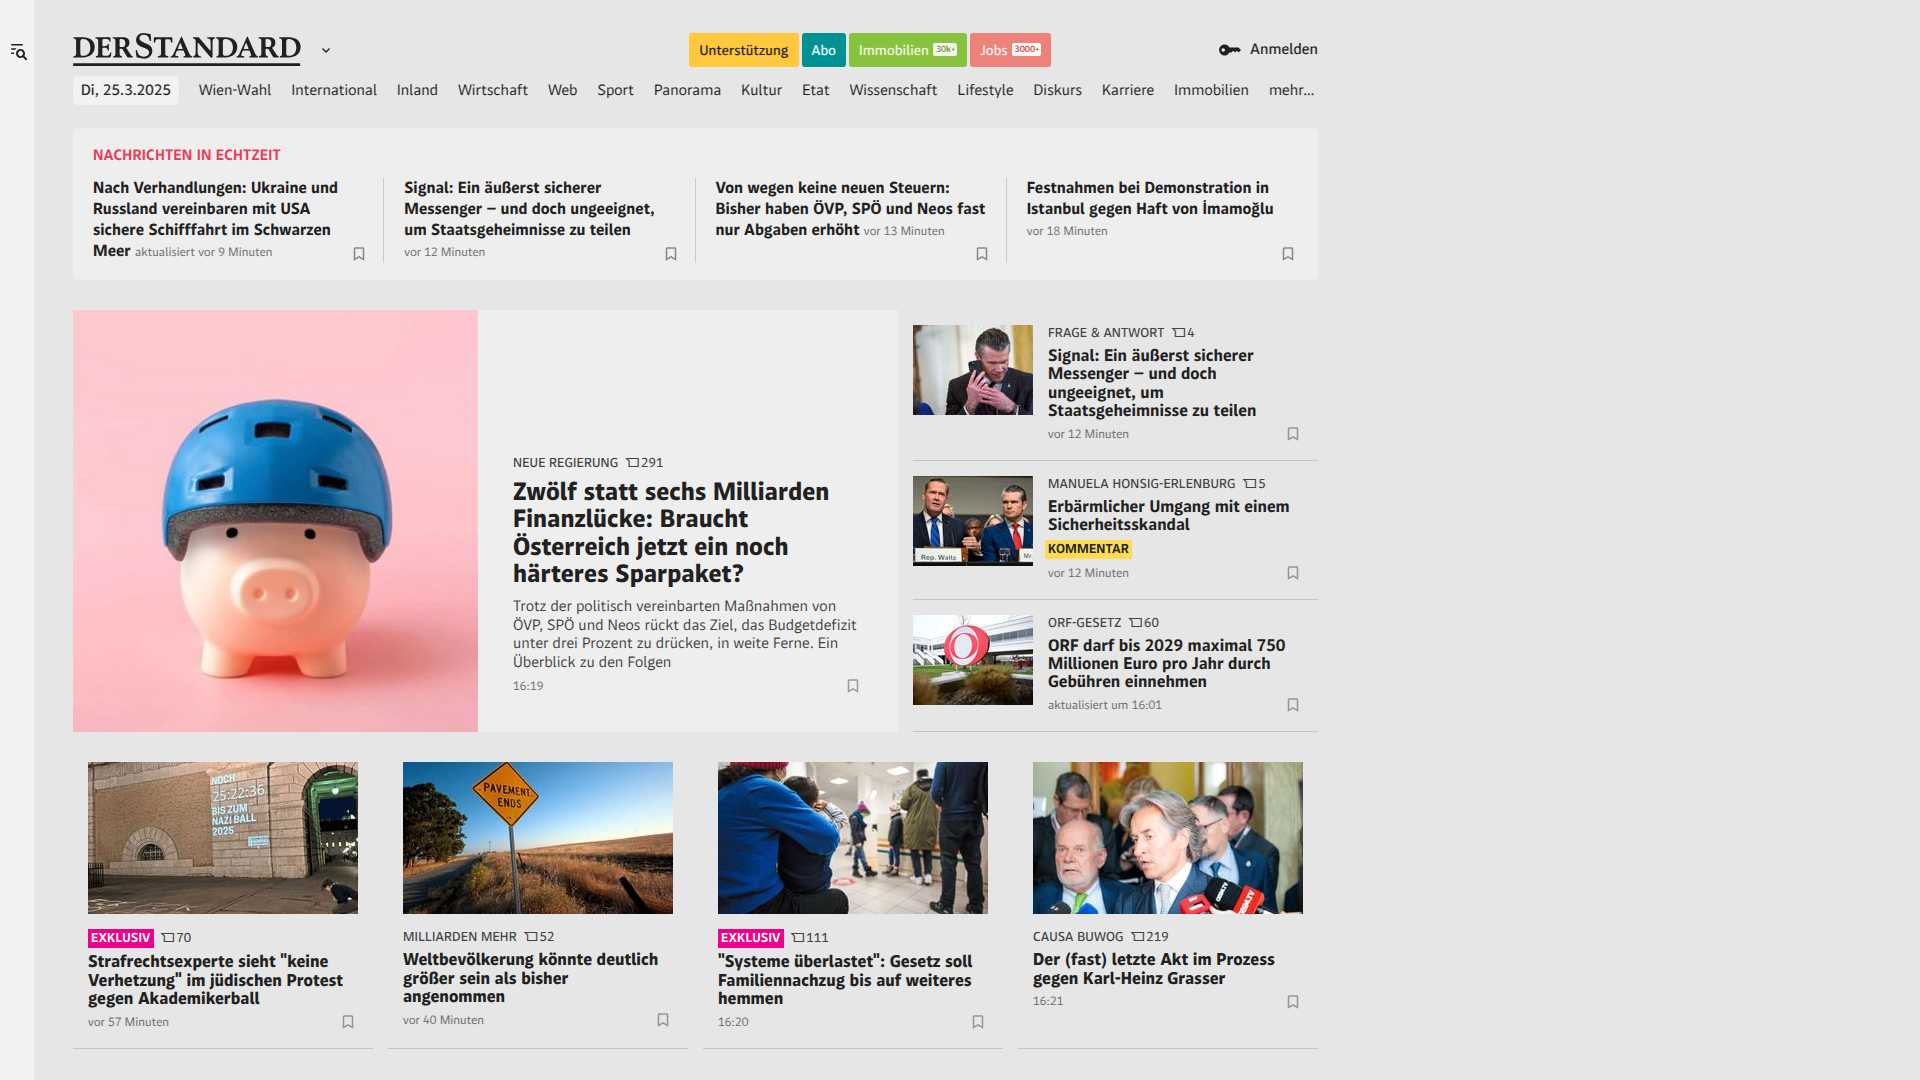 DERSTANDARD
Unterstützung Abo Immobilien 30k+ Jobs 3000+
Anmelden
Di, 25.3.2025 Wien-Wahl International Inland Wirtschaft Web Sport Panorama Kultur Etat Wissenschaft Lifestyle Diskurs Karriere Immobilien mehr...
NACHRICHTEN IN ECHTZEIT
Nach Verhandlungen: Ukraine und
Russland vereinbaren mit USA
sichere Schifffahrt im Schwarzen
Meer aktualisiert vor 9 Minuten
Signal: Ein äußerst sicherer
Messenger – und doch ungeeignet,
um Staatsgeheimnisse zu teilen
vor 12 Minuten
Von wegen keine neuen Steuern:
Bisher haben ÖVP, SPÖ und Neos fast
nur Abgaben erhöht vor 13 Minuten
Festnahmen bei Demonstration in
Istanbul gegen Haft von İmamoğlu
vor 18 Minuten
NEUE REGIERUNG 291
Zwölf statt sechs Milliarden
Finanzlücke: Braucht
Österreich jetzt ein noch
härteres Sparpaket?
Trotz der politisch vereinbarten Maßnahmen von
ÖVP, SPÖ und Neos rückt das Ziel, das Budgetdefizit
unter drei Prozent zu drücken, in weite Ferne. Ein
Überblick zu den Folgen
16:19
FRAGE & ANTWORT 4
Signal: Ein äußerst sicherer
Messenger – und doch
ungeeignet, um
Staatsgeheimnisse zu teilen
vor 12 Minuten
Rep. Waltz
Mr.
MANUELA HONSIG-ERLENBURG 5
Erbärmlicher Umgang mit einem
Sicherheitsskandal
KOMMENTAR
vor 12 Minuten
ORF-GESETZ 60
ORF darf bis 2029 maximal 750
Millionen Euro pro Jahr durch
Gebühren einnehmen
aktualisiert um 16:01
NOCH
25:22:36
BIS ZUM
NAZI BALL
2025
EXKLUSIV 70
Strafrechtsexperte sieht "keine
Verhetzung" im jüdischen Protest
gegen Akademikerball
vor 57 Minuten
PAVEMENT
ENDS
MILLIARDEN MEHR 52
Weltbevölkerung könnte deutlich
größer sein als bisher
angenommen
vor 40 Minuten
EXKLUSIV 111
"Systeme überlastet": Gesetz soll
Familiennachzug bis auf weiteres
hemmen
16:20
CAUSA BUWOG 219
Der (fast) letzte Akt im Prozess
gegen Karl-Heinz Grasser
16:21